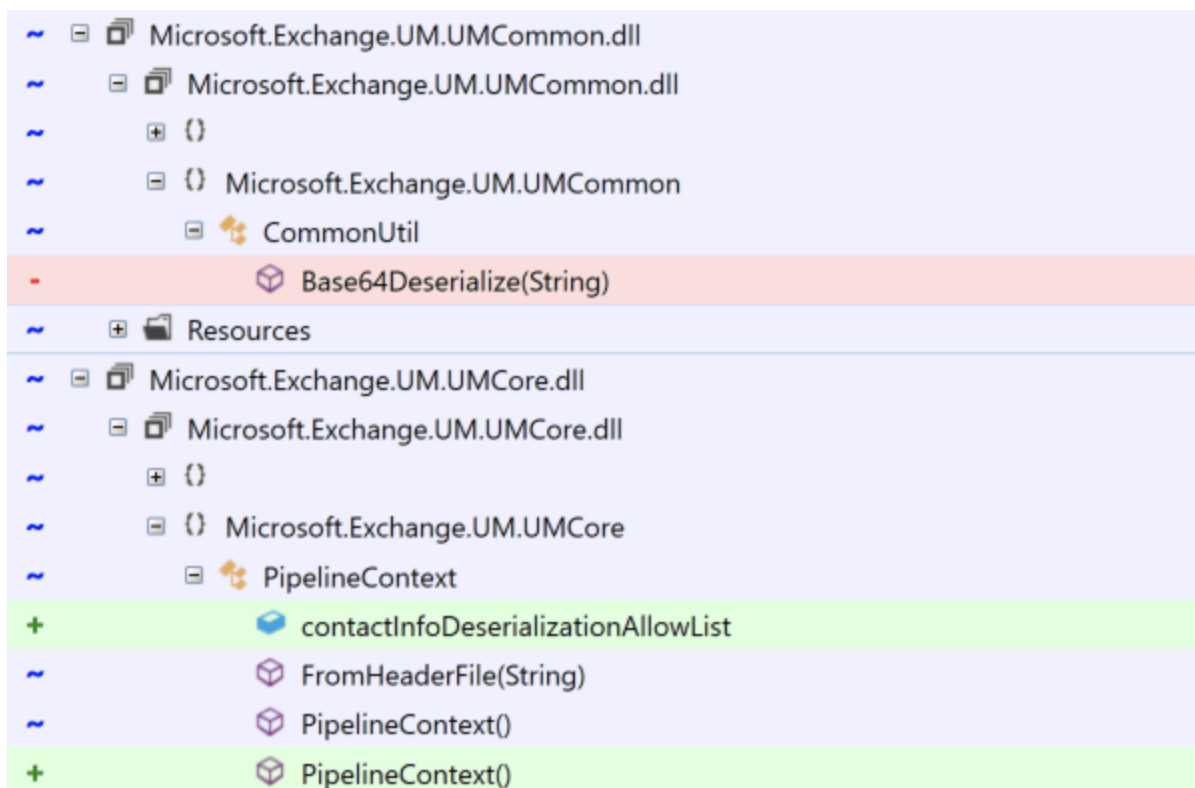 ~ Microsoft.Exchange.UM.UMCommon.dll
~ Microsoft.Exchange.UM.UMCommon.dll
~ {}
~ {} Microsoft.Exchange.UM.UMCommon
~ CommonUtil
- Base64Deserialize(String)
~ Resources
~ Microsoft.Exchange.UM.UMCore.dll
~ Microsoft.Exchange.UM.UMCore.dll
~ {}
~ {} Microsoft.Exchange.UM.UMCore
~ PipelineContext
+ contactInfoDeserializationAllowList
~ FromHeaderFile(String)
~ PipelineContext()
+ PipelineContext()